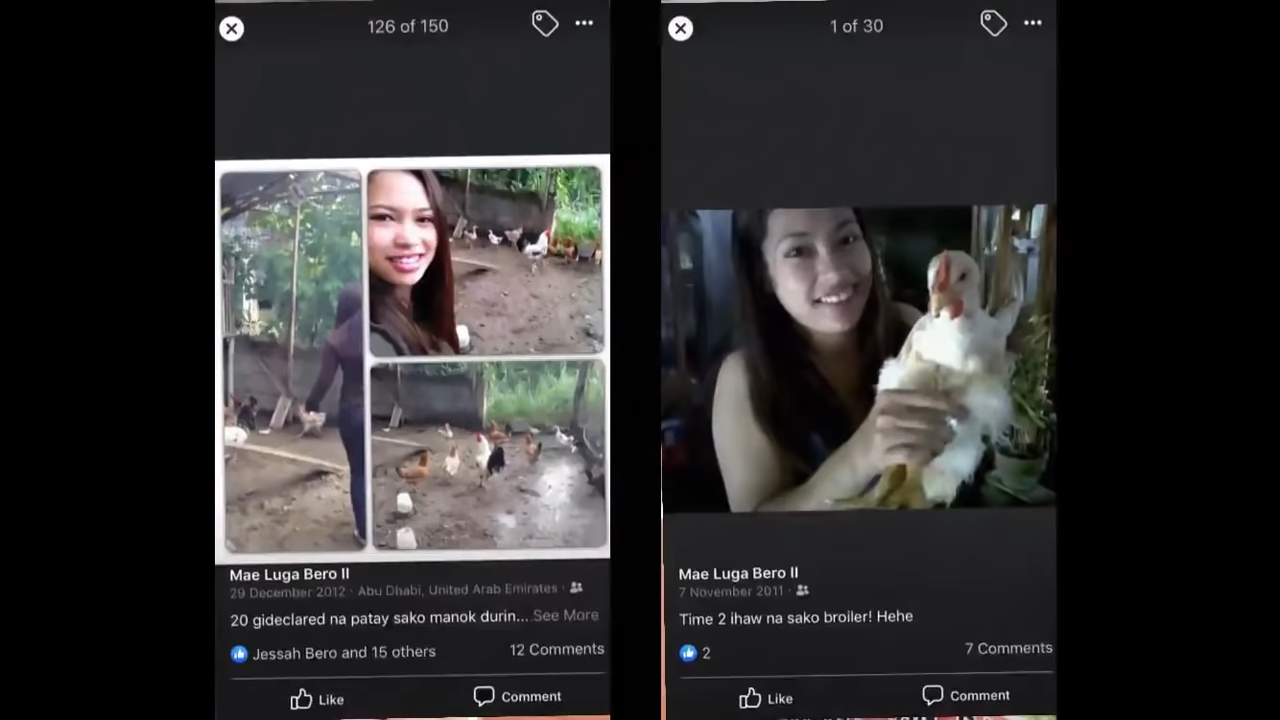 126 of 150
Mae Luga Bero II
29 December 2012 · Abu Dhabi, United Arab Emirates ·
20 gideclared na patay sako manok durin... See More
Jessah Bero and 15 others
12 Comments
Like
Comment
1 of 30
Mae Luga Bero II
7 November 2011 ·
Time 2 ihaw na sako broiler! Hehe
2
7 Comments
Like
Comment